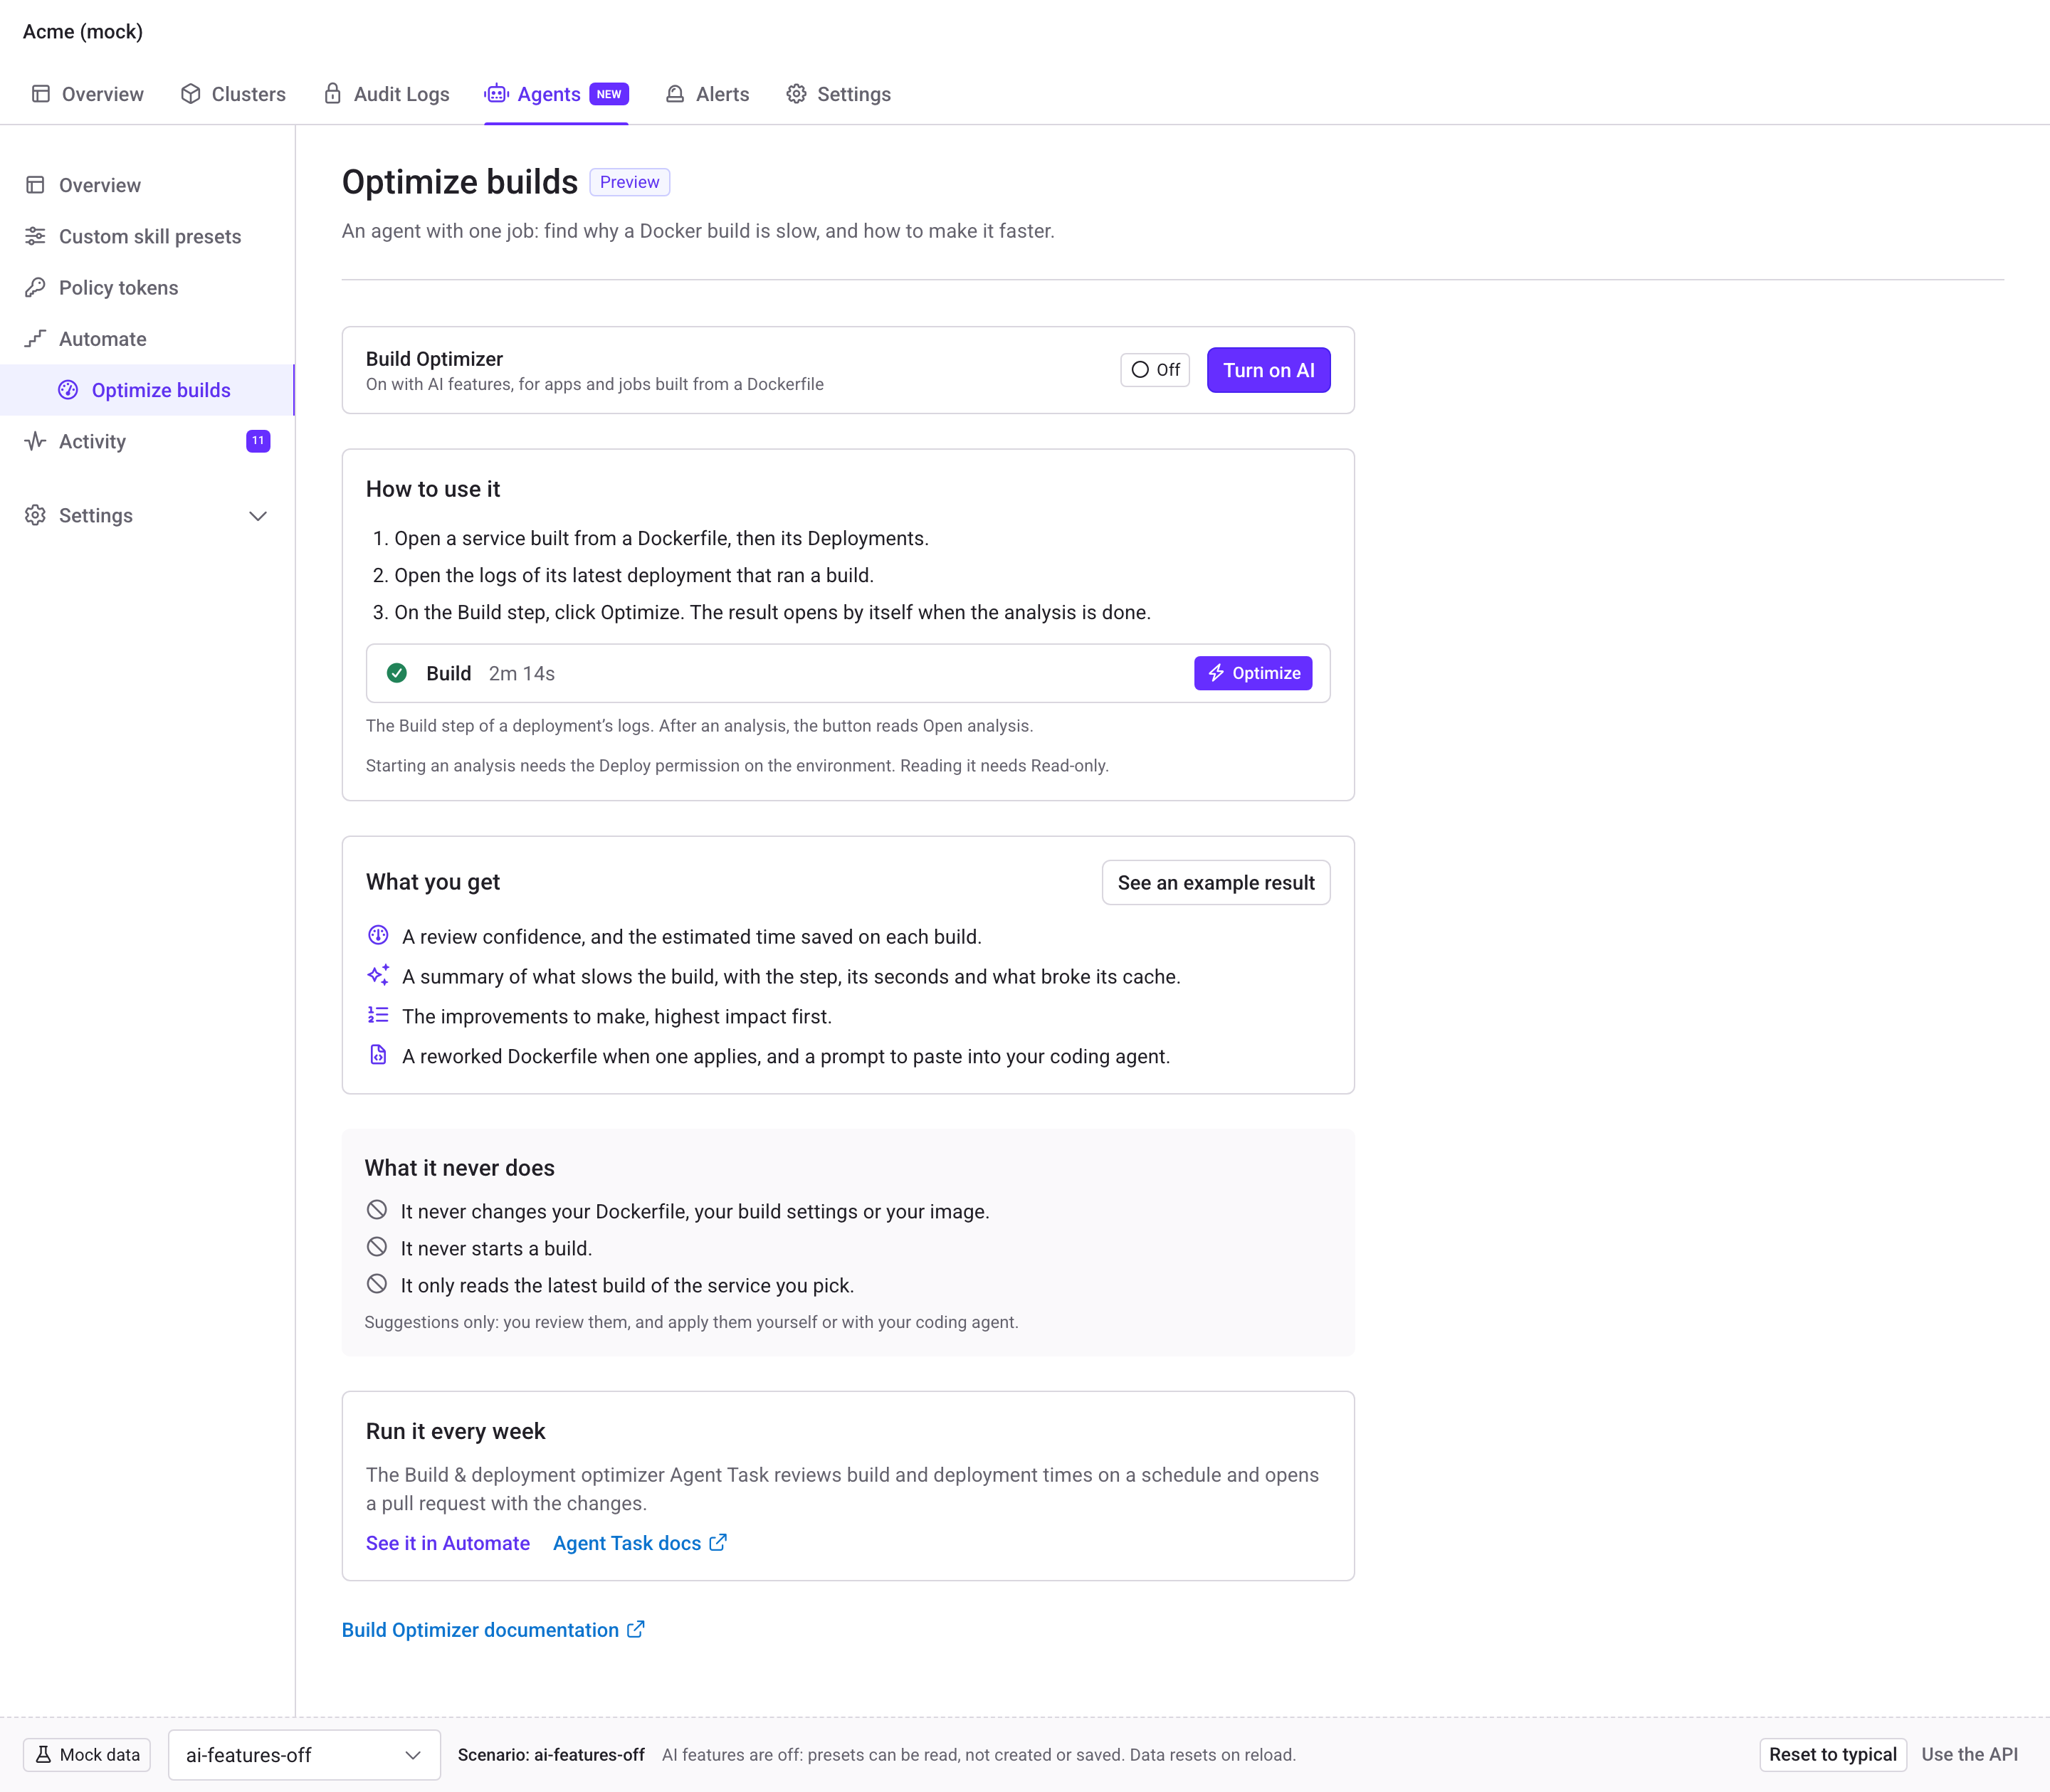 Acme (mock)
Overview
Clusters
Audit Logs
Agents NEW
Alerts
Settings
Overview
Custom skill presets
Policy tokens
Automate
Optimize builds
Activity 11
Settings
Optimize builds Preview
An agent with one job: find why a Docker build is slow, and how to make it faster.
Build Optimizer
On with AI features, for apps and jobs built from a Dockerfile
Off
Turn on AI
How to use it
1. Open a service built from a Dockerfile, then its Deployments.
2. Open the logs of its latest deployment that ran a build.
3. On the Build step, click Optimize. The result opens by itself when the analysis is done.
Build 2m 14s
Optimize
The Build step of a deployment’s logs. After an analysis, the button reads Open analysis.
Starting an analysis needs the Deploy permission on the environment. Reading it needs Read-only.
What you get
See an example result
A review confidence, and the estimated time saved on each build.
A summary of what slows the build, with the step, its seconds and what broke its cache.
The improvements to make, highest impact first.
A reworked Dockerfile when one applies, and a prompt to paste into your coding agent.
What it never does
It never changes your Dockerfile, your build settings or your image.
It never starts a build.
It only reads the latest build of the service you pick.
Suggestions only: you review them, and apply them yourself or with your coding agent.
Run it every week
The Build & deployment optimizer Agent Task reviews build and deployment times on a schedule and opens
a pull request with the changes.
See it in Automate
Agent Task docs
Build Optimizer documentation
Mock data
ai-features-off
Scenario: ai-features-off
AI features are off: presets can be read, not created or saved. Data resets on reload.
Reset to typical
Use the API